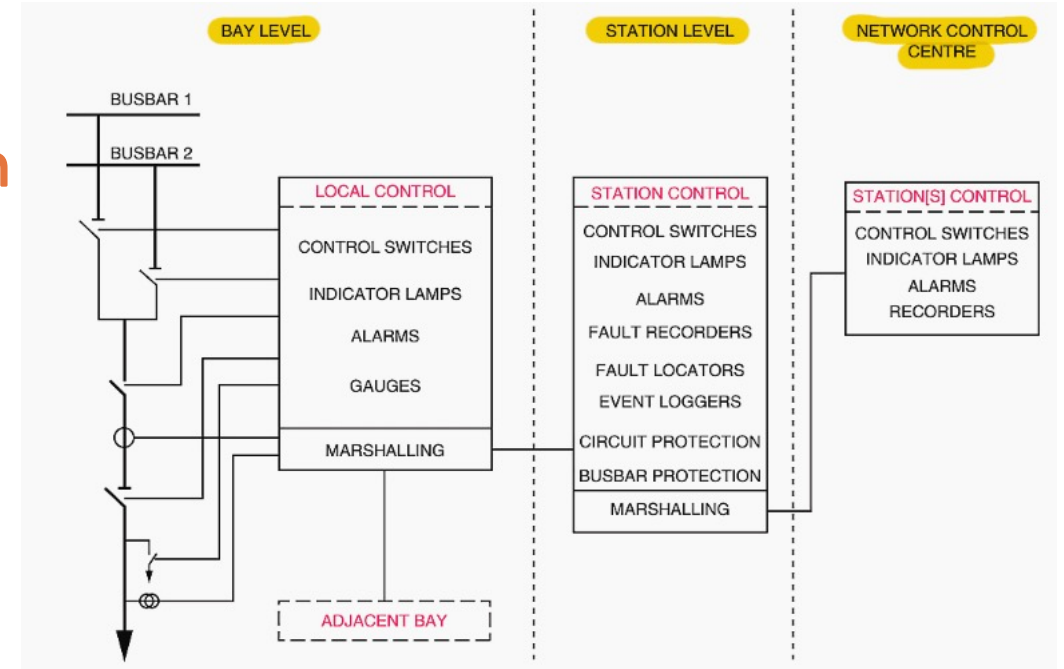 BAY LEVEL
STATION LEVEL
NETWORK CONTROL
CENTRE
BUSBAR 1
BUSBAR 2
LOCAL CONTROL
CONTROL SWITCHES
INDICATOR LAMPS
ALARMS
GAUGES
MARSHALLING
ADJACENT BAY
STATION CONTROL
CONTROL SWITCHES
INDICATOR LAMPS
ALARMS
FAULT RECORDERS
FAULT LOCATORS
EVENT LOGGERS
CIRCUIT PROTECTION
BUSBAR PROTECTION
MARSHALLING
STATION[S] CONTROL
CONTROL SWITCHES
INDICATOR LAMPS
ALARMS
RECORDERS